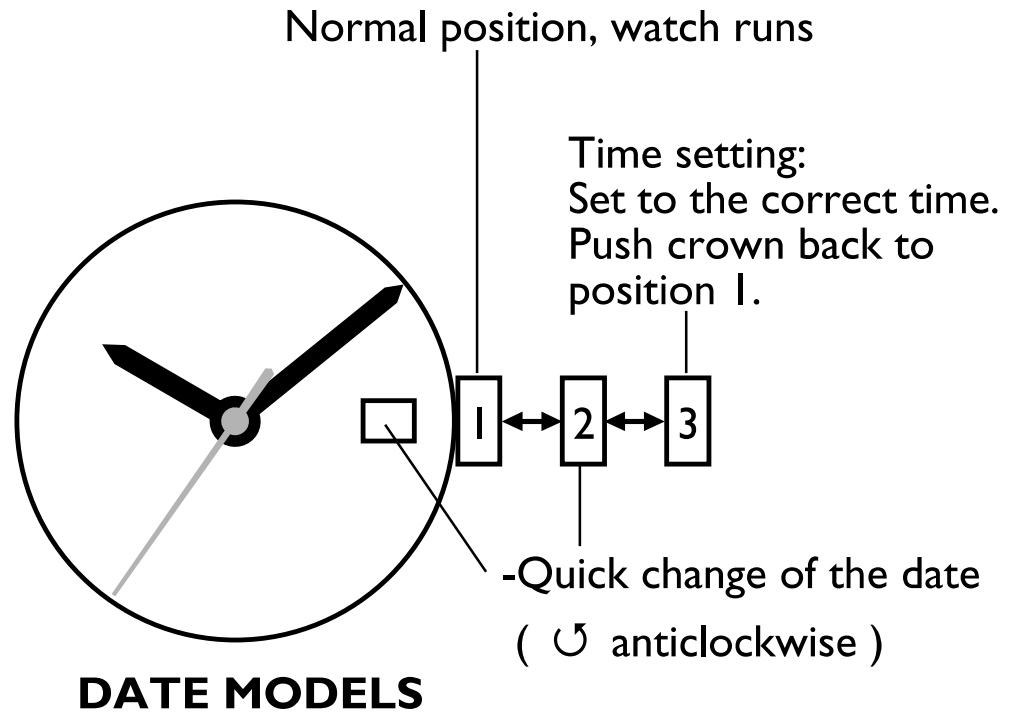 Normal position, watch runs
Time setting:
Set to the correct time.
Push crown back to
position 1.
1
2
3
-Quick change of the date
( ↺ anticlockwise )
DATE MODELS